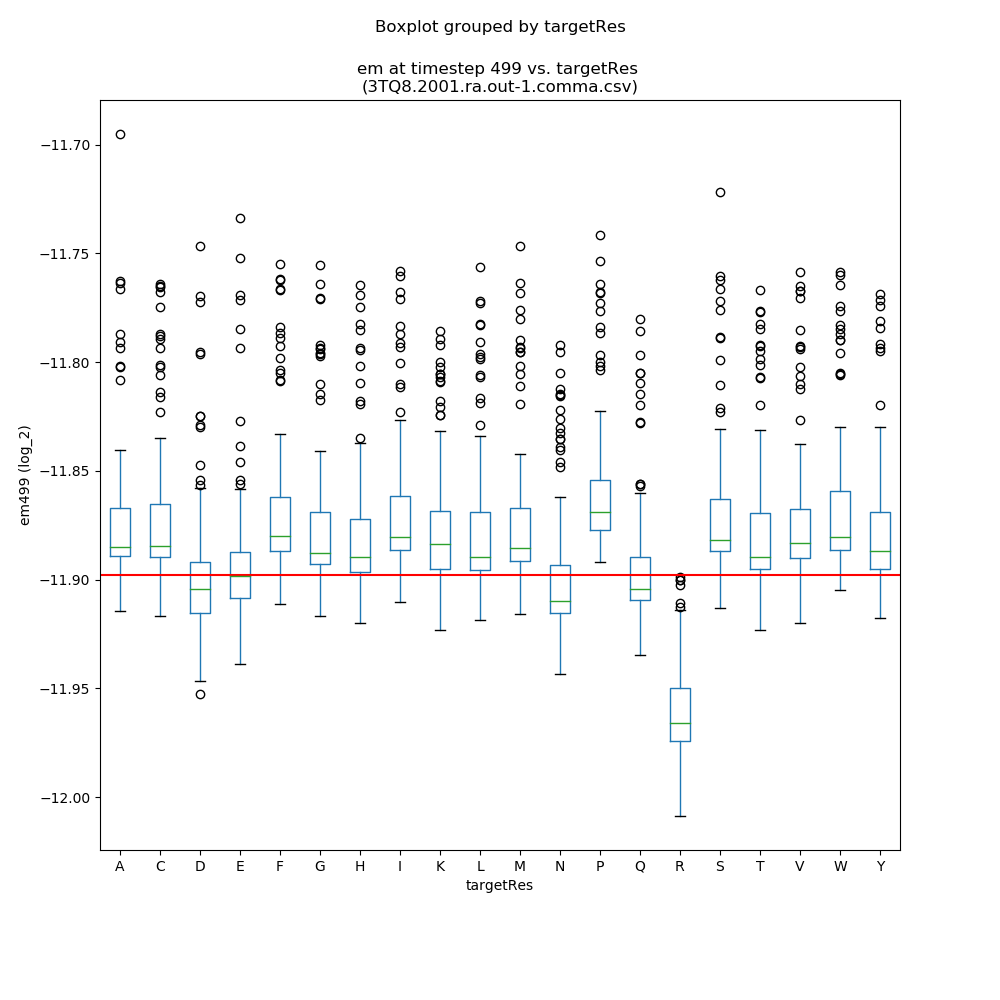 Boxplot grouped by targetRes
em at timestep 499 vs. targetRes
(3TQ8.2001.ra.out-1.comma.csv)
em499 (log_2)
−11.70
−11.75
−11.80
−11.85
−11.90
−11.95
−12.00
A C D E F G H I K L M N P Q R S T V W Y
targetRes